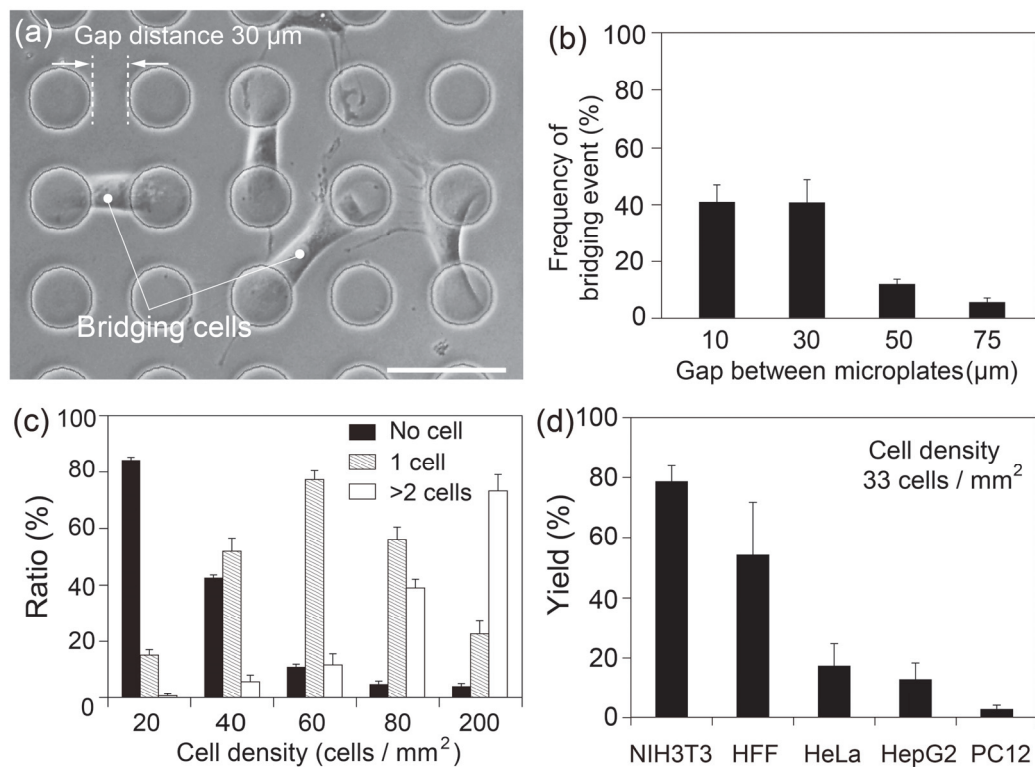 (a)
Gap distance 30 µm
Bridging cells
(b)
100
80
60
40
20
0
Frequency of
bridging event (%)
10 30 50 75
Gap between microplates(µm)
(c)
100
80
60
40
20
0
Ratio (%)
No cell
1 cell
>2 cells
20 40 60 80 200
Cell density (cells / mm²)
(d)
100
80
60
40
20
0
Yield (%)
Cell density
33 cells / mm²
NIH3T3 HFF HeLa HepG2 PC12